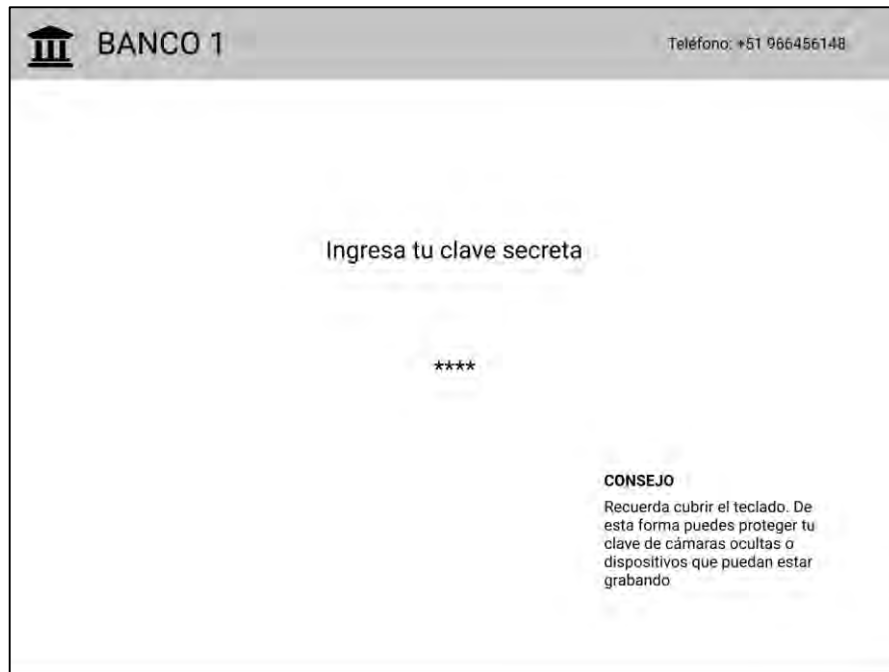 BANCO 1
Teléfono: +51 966456148
Ingresa tu clave secreta
****
CONSEJO
Recuerda cubrir el teclado. De
esta forma puedes proteger tu
clave de cámaras ocultas o
dispositivos que puedan estar
grabando